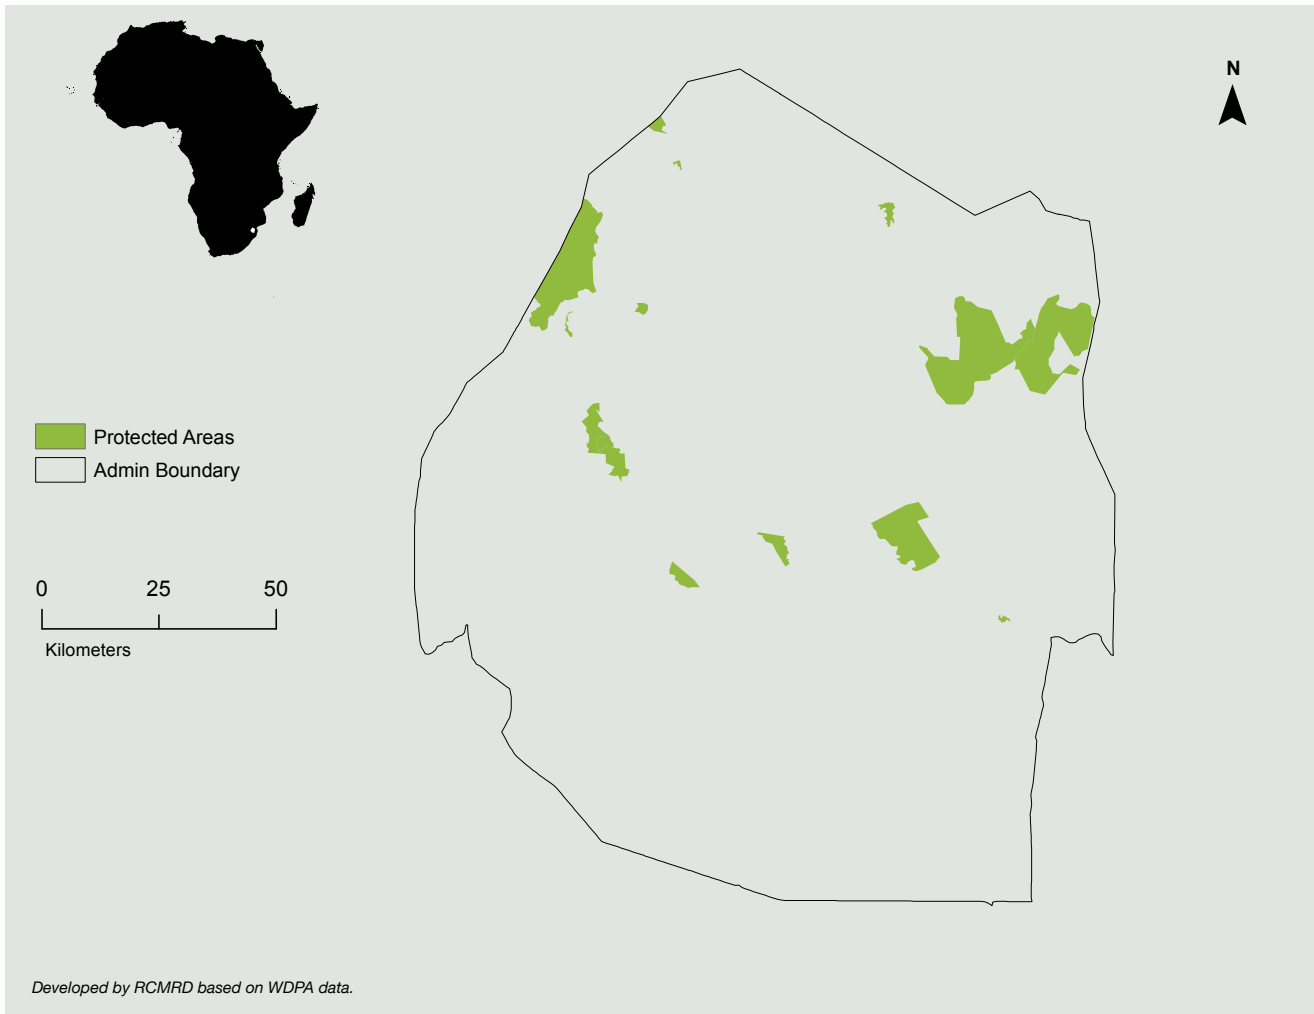 N
Protected Areas
Admin Boundary
0 25 50
Kilometers
Developed by RCMRD based on WDPA data.